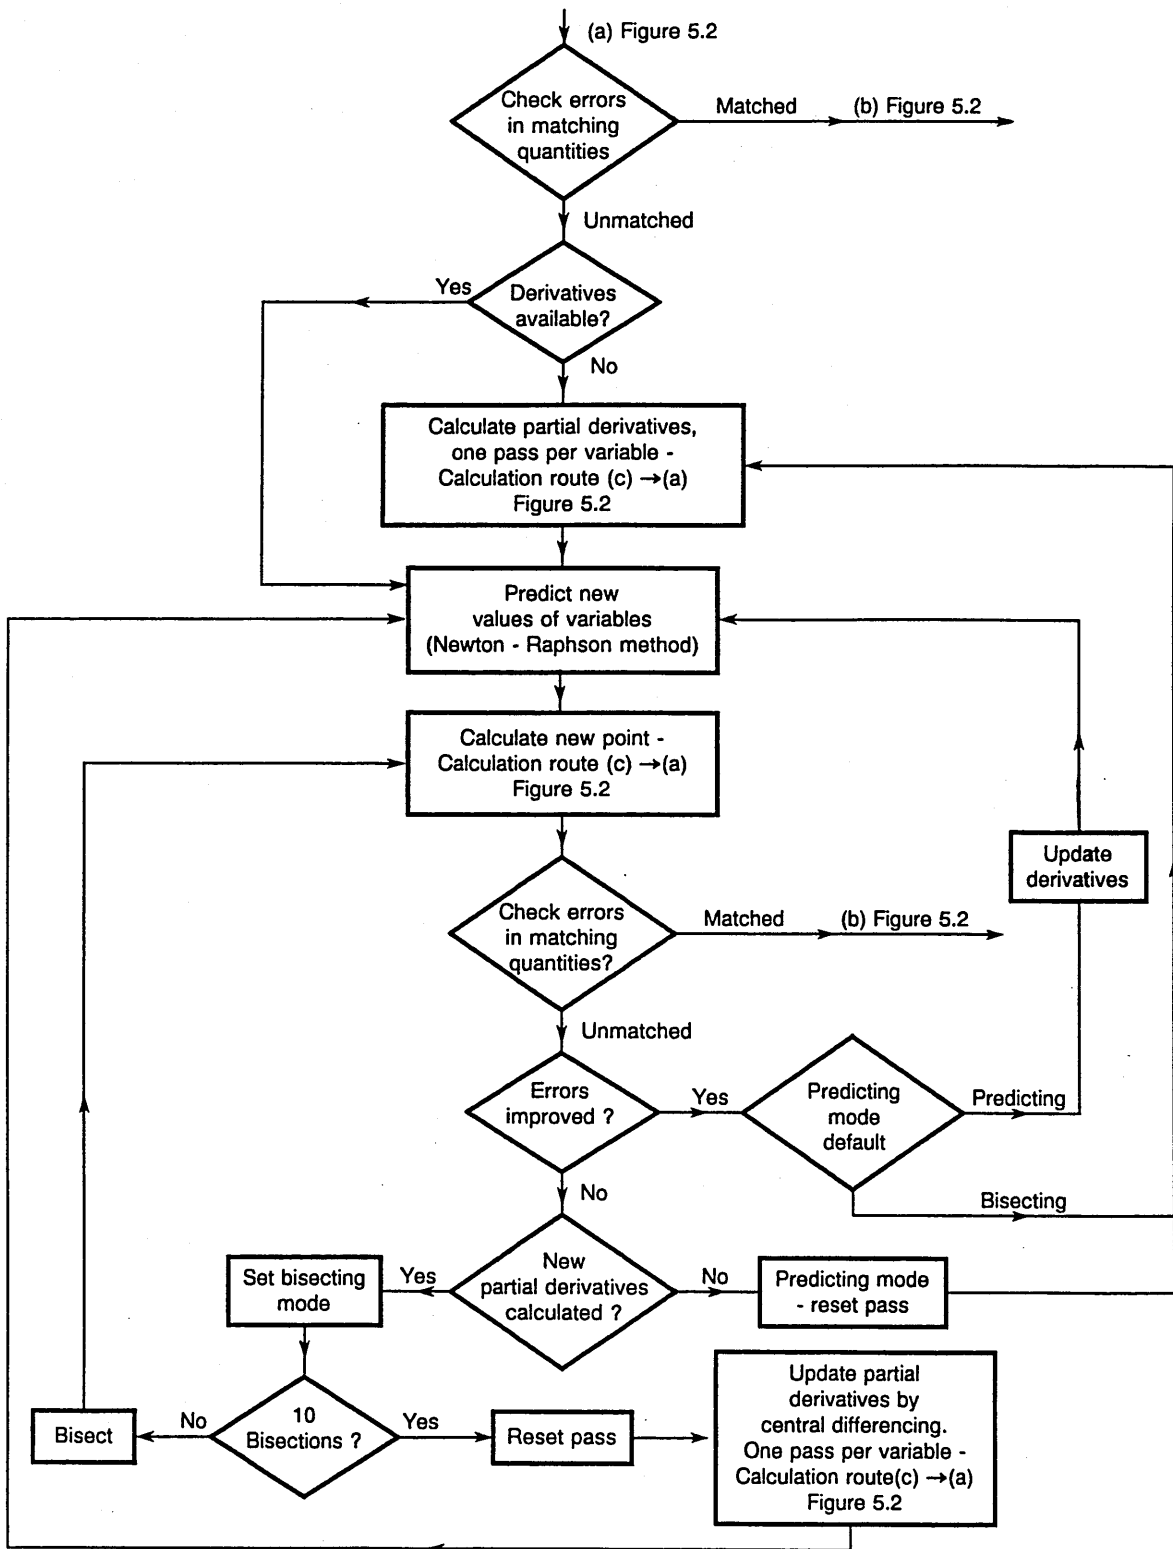 (a) Figure 5.2
Check errors
in matching
quantities
Matched
(b) Figure 5.2
Unmatched
Yes
Derivatives
available?
No
Calculate partial derivatives,
one pass per variable -
Calculation route (c) →(a)
Figure 5.2
Predict new
values of variables
(Newton - Raphson method)
Calculate new point -
Calculation route (c) →(a)
Figure 5.2
Update
derivatives
Check errors
in matching
quantities?
Matched
(b) Figure 5.2
Unmatched
Errors
improved ?
Yes
Predicting
mode
default
Predicting
Bisecting
No
New
partial derivatives
calculated ?
Yes
Set bisecting
mode
No
Predicting mode
- reset pass
10
Bisections ?
No
Bisect
Yes
Reset pass
Update partial
derivatives by
central differencing.
One pass per variable -
Calculation route(c) →(a)
Figure 5.2